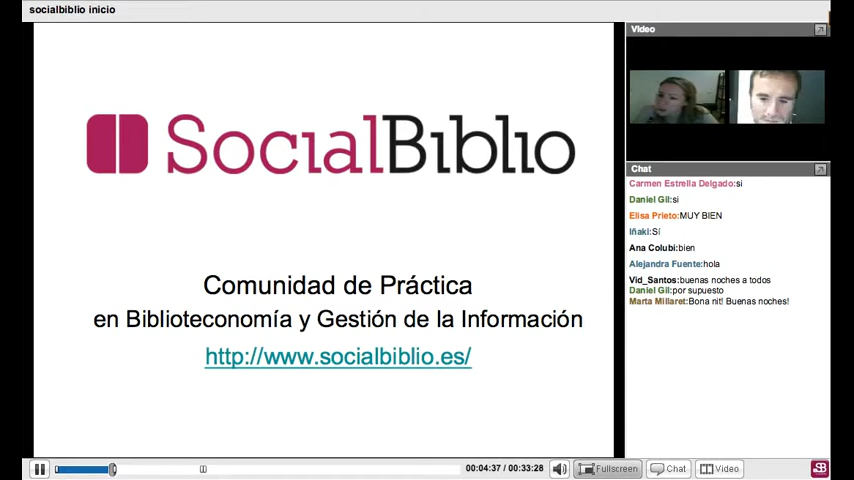 socialbiblio inicio
SocialBiblio
Comunidad de Práctica
en Biblioteconomía y Gestión de la Información
http://www.socialbiblio.es/
Video
Chat
Carmen Estrella Delgado:si
Daniel Gil:si
Elisa Prieto:MUY BIEN
Iñaki:SÍ
Ana Colubi:bien
Alejandra Fuente:hola
Vid_Santos:buenas noches a todos
Daniel Gil:por supuesto
Marta Millaret:Bona nit! Buenas noches!
00:04:37 / 00:33:28
Fullscreen
Chat
Video
SB